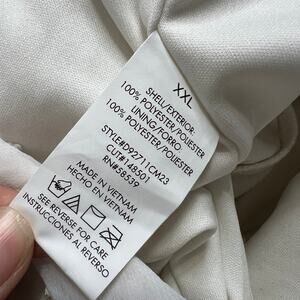 XXL
SHELL/EXTERIOR:
100% POLYESTER/POLIESTER
LINING/FORRO
100% POLYESTER/POLIESTER
STYLE#D92711CM23
CUT#148501
RN#58539
MADE IN VIETNAM
HECHO EN VIETNAM
SEE REVERSE FOR CARE
INSTRUCCIONES AL REVERSO